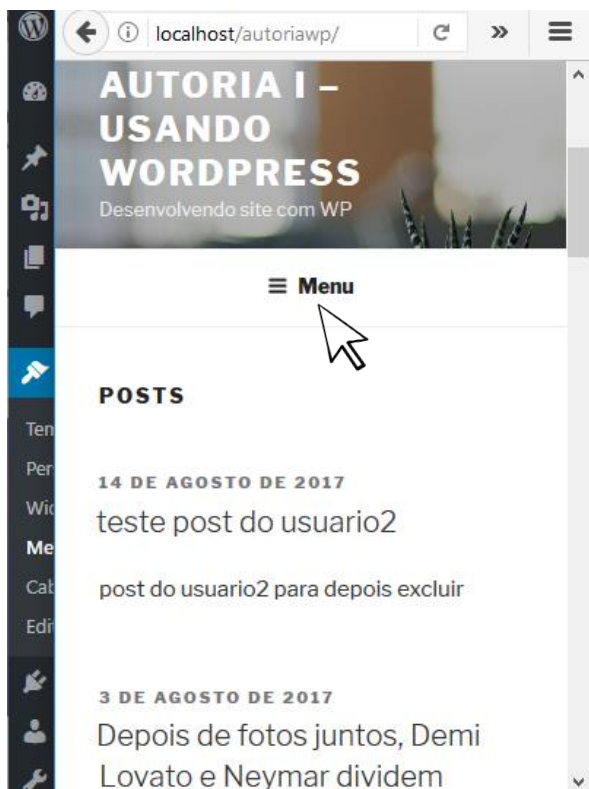 localhost/autoriawp/
AUTORIA I –
USANDO
WORDPRESS
Desenvolvendo site com WP
Menu
POSTS
14 DE AGOSTO DE 2017
teste post do usuario2
post do usuario2 para depois excluir
3 DE AGOSTO DE 2017
Depois de fotos juntos, Demi
Lovato e Neymar dividem
Tem
Per
Wid
Me
Cab
Edi